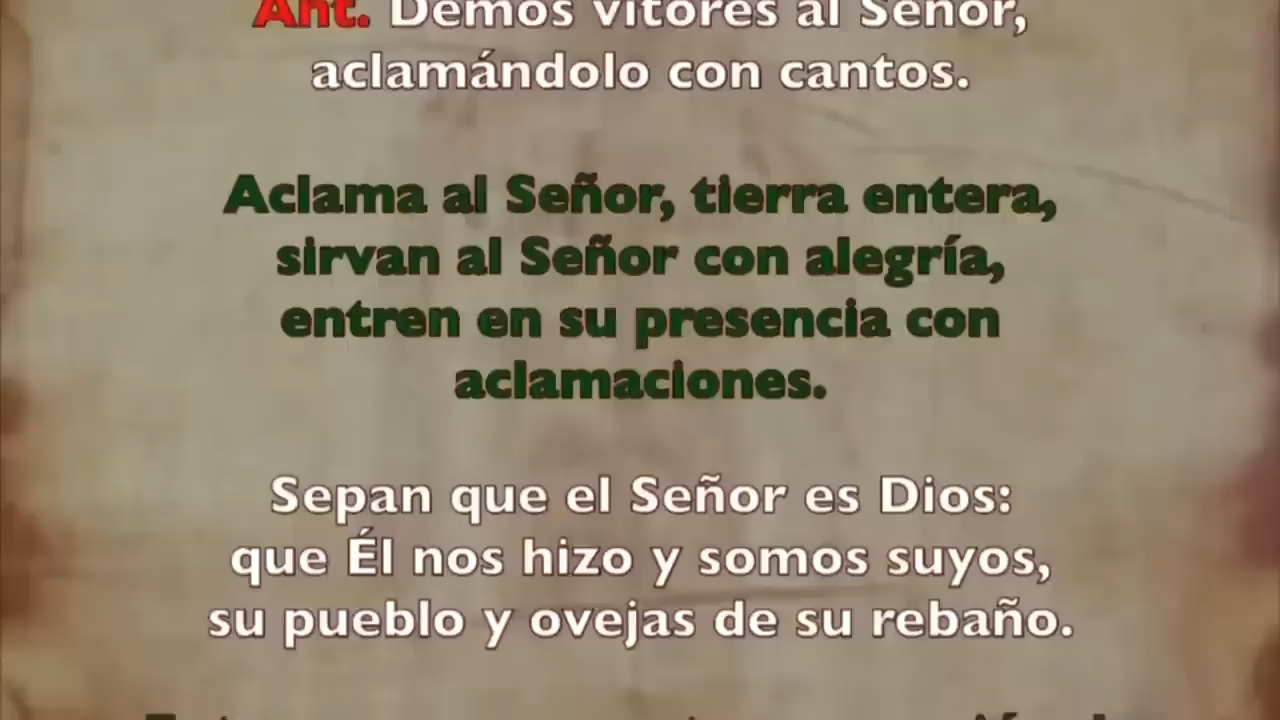 Ant. Demos vítores al Señor,
aclamándolo con cantos.
Aclama al Señor, tierra entera,
sirvan al Señor con alegría,
entren en su presencia con
aclamaciones.
Sepan que el Señor es Dios:
que Él nos hizo y somos suyos,
su pueblo y ovejas de su rebaño.